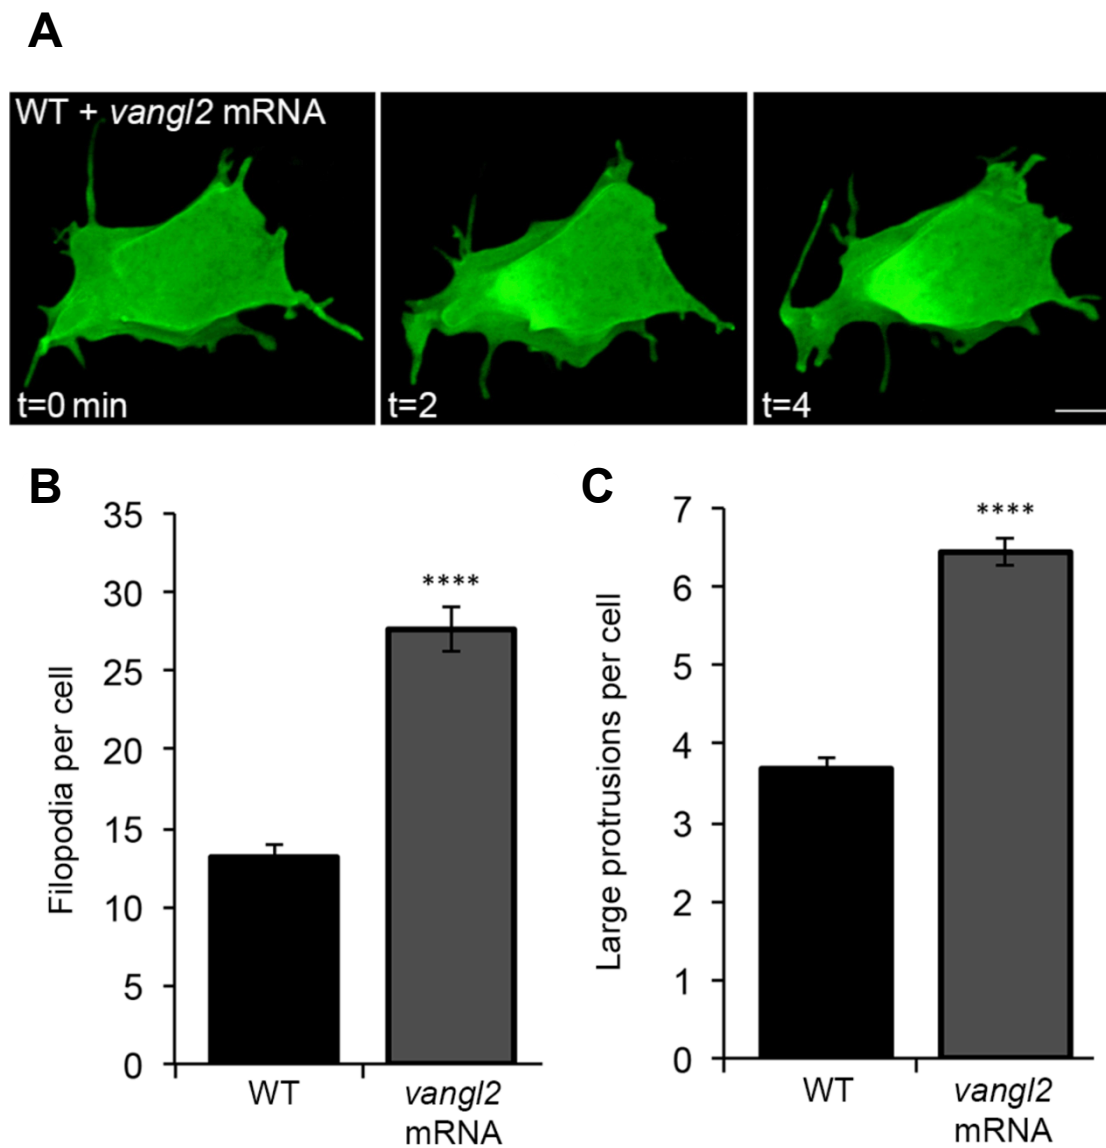 A
WT + vangl2 mRNA
t=0 min
t=2
t=4
B
Filopodia per cell
35
30
25
20
15
10
5
0
****
WT
vangl2
mRNA
C
Large protrusions per cell
7
6
5
4
3
2
1
0
****
WT
vangl2
mRNA